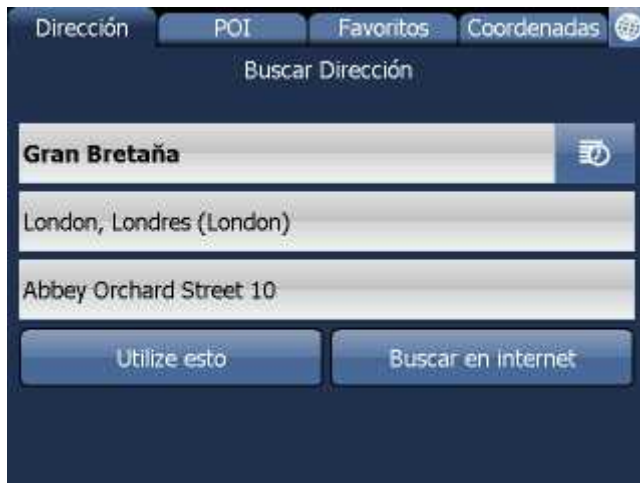 Dirección POI Favoritos Coordenadas
Buscar Dirección
Gran Bretaña
London, Londres (London)
Abbey Orchard Street 10
Utilize esto Buscar en internet